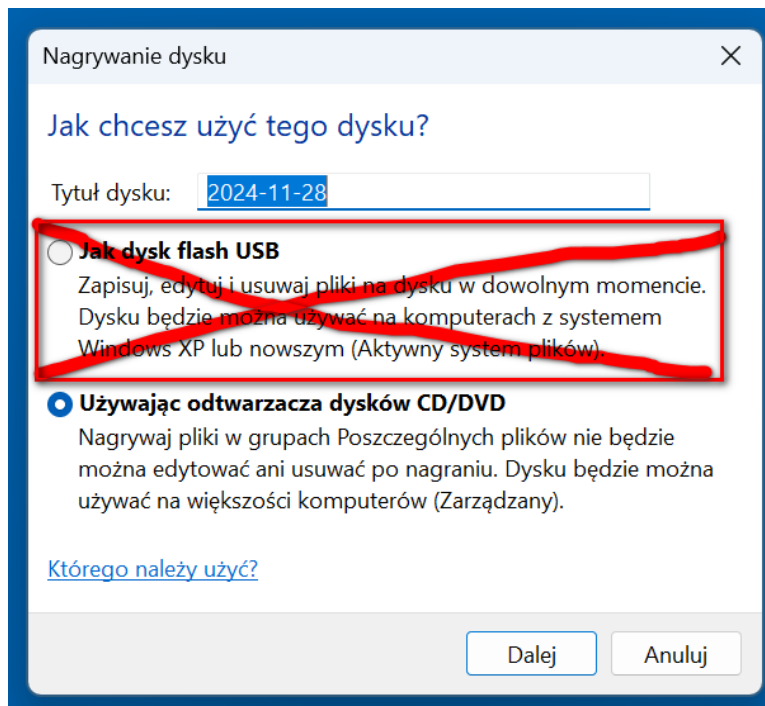 Nagrywanie dysku
Jak chcesz użyć tego dysku?
Tytuł dysku: 2024-11-28
Jak dysk flash USB
Zapisuj, edytuj i usuwaj pliki na dysku w dowolnym momencie.
Dysku będzie można używać na komputerach z systemem
Windows XP lub nowszym (Aktywny system plików).
Używając odtwarzacza dysków CD/DVD
Nagrywaj pliki w grupach Poszczególnych plików nie będzie
można edytować ani usuwać po nagraniu. Dysku będzie można
używać na większości komputerów (Zarządzany).
Którego należy użyć?
Dalej Anuluj